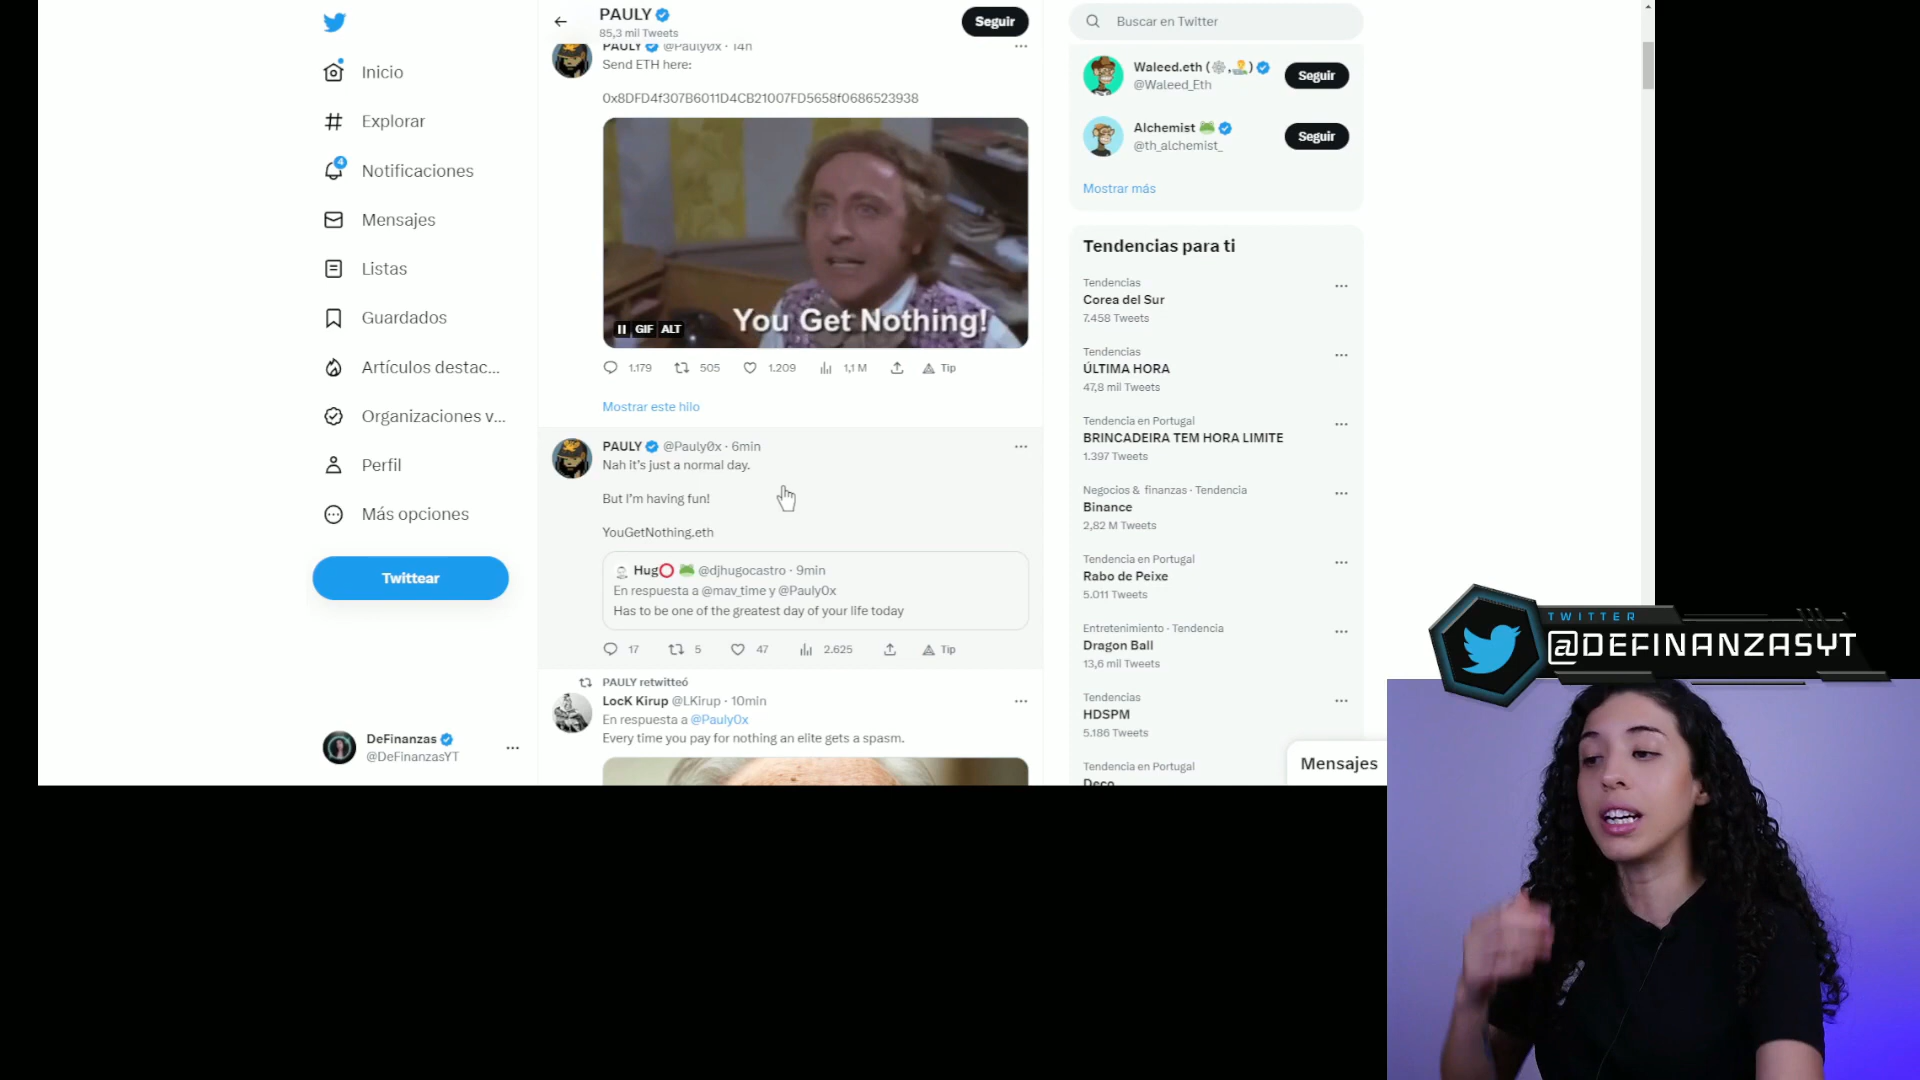 Inicio
Explorar
4
Notificaciones
Mensajes
Listas
Guardados
Artículos destac...
Organizaciones v...
Perfil
Más opciones
Twittear
DeFinanzas
@DeFinanzasYT
PAULY
85,3 mil Tweets
Seguir
PAULY @Pauly0x · 14h
Send ETH here:
0x8DFD4f307B6011D4CB21007FD5658f0686523938
You Get Nothing!
GIF ALT
1.179 505 1.209 1,1 M Tip
Mostrar este hilo
PAULY @Pauly0x · 6min
Nah it's just a normal day.
But I'm having fun!
YouGetNothing.eth
Hug @djhugocastro · 9min
En respuesta a @mav_time y @Pauly0x
Has to be one of the greatest day of your life today
17 5 47 2.625 Tip
PAULY retwitteó
LocK Kirup @LKirup · 10min
En respuesta a @Pauly0x
Every time you pay for nothing an elite gets a spasm.
Buscar en Twitter
Waleed.eth ( , )
@Waleed_Eth
Seguir
Alchemist
@th_alchemist_
Seguir
Mostrar más
Tendencias para ti
Tendencias
Corea del Sur
7.458 Tweets
Tendencias
ÚLTIMA HORA
47,8 mil Tweets
Tendencia en Portugal
BRINCADEIRA TEM HORA LIMITE
1.397 Tweets
Negocios & finanzas · Tendencia
Binance
2,82 M Tweets
Tendencia en Portugal
Rabo de Peixe
5.011 Tweets
Entretenimiento · Tendencia
Dragon Ball
13,6 mil Tweets
Tendencias
HDSPM
5.186 Tweets
Tendencia en Portugal
Deco
Mensajes
TWITTER
@DEFINANZASYT